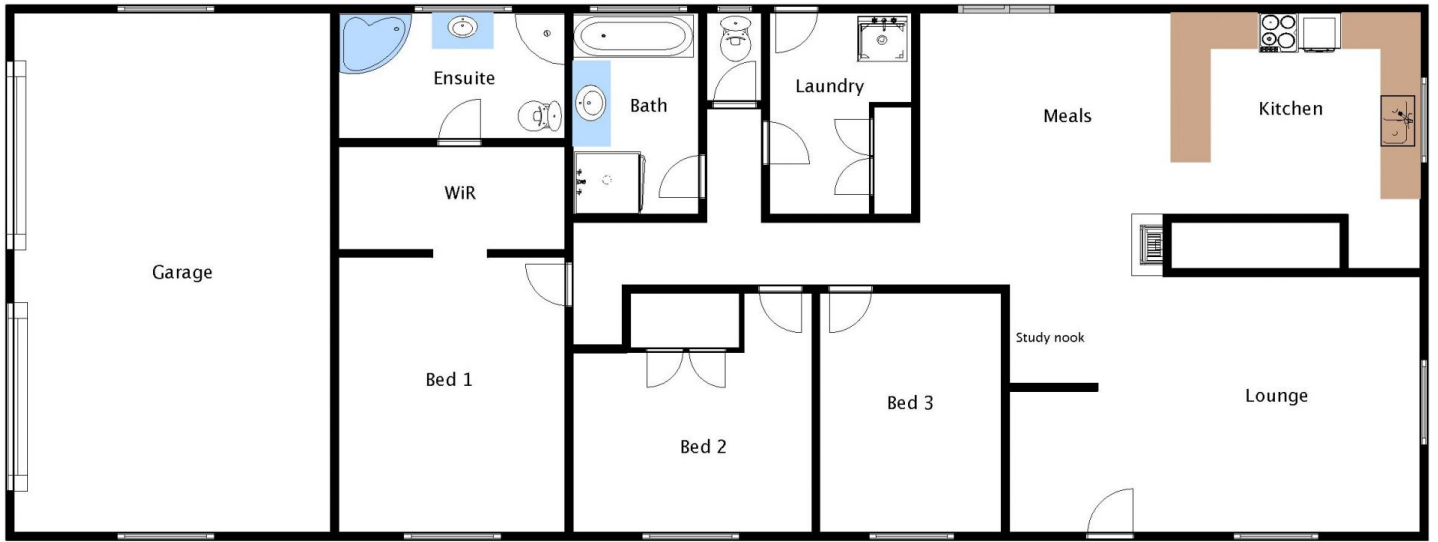 Ensuite
Bath
Laundry
Meals
Kitchen
WiR
Garage
Study nook
Bed 1
Bed 2
Bed 3
Lounge